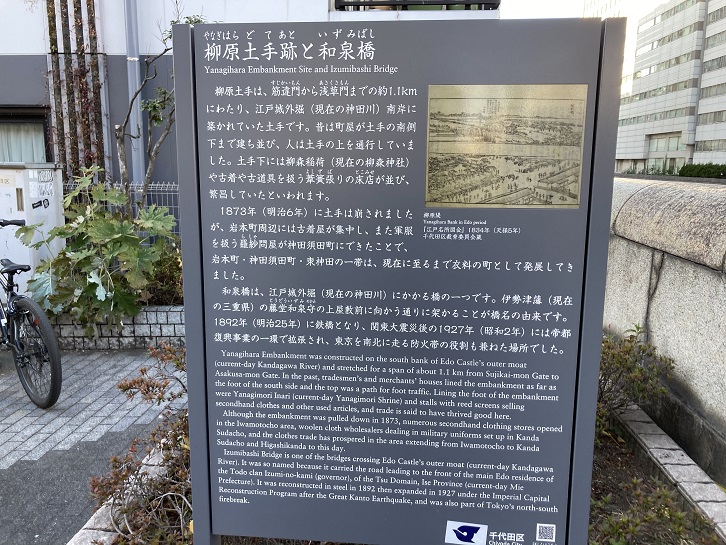 やなぎはら ど て あと いずみばし
柳原土手跡と和泉橋
Yanagihara Embankment Site and Izumibashi Bridge
柳原土手は、筋違門から浅草門までの約1.1km
にわたり、江戸城外堀(現在の神田川)南岸に
築かれていた土手です。昔は町屋が土手の南側
下まで建ち並び、人は土手の上を通行していま
した。土手下には柳森稲荷(現在の柳森神社)
や古着や古道具を扱う葦簀張りの床店が並び、
繁昌していたといわれます。
1873年(明治6年)に土手は崩されました
が、岩本町周辺には古着屋が集中し、また軍服
を扱う羅紗問屋が神田須田町にできたことで、
岩本町・神田須田町・東神田の一帯は、現在に至るまで衣料の町として発展してき
ました。
和泉橋は、江戸城外堀(現在の神田川)にかかる橋の一つです。伊勢津藩(現在
の三重県)の藤堂和泉守の上屋敷前に向かう通りに架かることが橋名の由来です。
1892年(明治25年)に鉄橋となり、関東大震災後の1927年(昭和2年)には帝都
復興事業の一環で拡張され、東京を南北に走る防火帯の役割も兼ねた場所でした。
柳原堤
Yanagihara Bank in Edo period
『江戸名所図会』1834年(天保5年)
千代田区教育委員会蔵
Yanagihara Embankment was constructed on the south bank of Edo Castle's outer moat
(current-day Kandagawa River) and stretched for a span of about 1.1 km from Sujikai-mon Gate to
Asakusa-mon Gate. In the past, tradesmen's and merchants' houses lined the embankment as far as
the foot of the south side and the top was a path for foot traffic. Lining the foot of the embankment
were Yanagimori Inari (current-day Yanagimori Shrine) and stalls with reed screens selling
secondhand clothes and other used articles, and trade is said to have thrived good here.
Although the embankment was pulled down in 1873, numerous secondhand clothing stores opened
in the Iwamotocho area, woolen cloth wholesalers dealing in military uniforms set up in Kanda
Sudacho, and the clothes trade has prospered in the area extending from Iwamotocho to Kanda
Sudacho and Higashikanda to this day.
Izumibashi Bridge is one of the bridges crossing Edo Castle's outer moat (current-day Kandagawa
River). It was so named because it carried the road leading to the front of the main Edo residence of
the Todo clan Izumi-no-kami (governor), of the Tsu Domain, Ise Province (current-day Mie
Prefecture). It was reconstructed in steel in 1892 then expanded in 1927 under the Imperial Capital
Reconstruction Program after the Great Kanto Earthquake, and was also part of Tokyo's north-south
firebreak.
千代田区
Chiyoda City